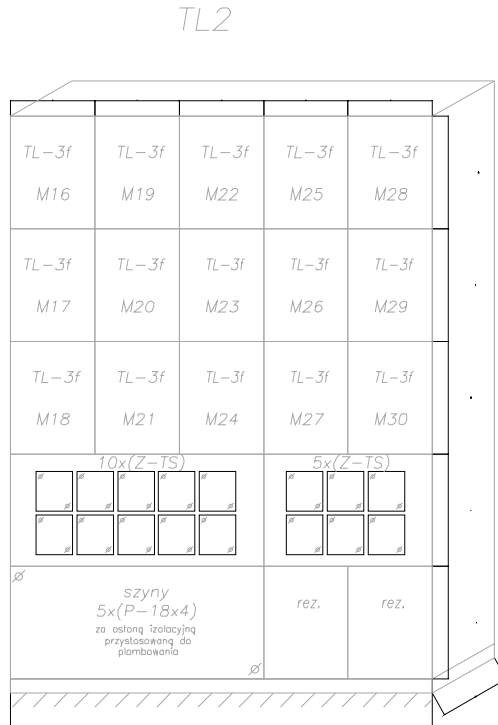 TL2
TL-3f TL-3f TL-3f TL-3f TL-3f
M16 M19 M22 M25 M28
TL-3f TL-3f TL-3f TL-3f TL-3f
M17 M20 M23 M26 M29
TL-3f TL-3f TL-3f TL-3f TL-3f
M18 M21 M24 M27 M30
10x(Z-TS) 5x(Z-TS)
szyny
5x(P-18x4)
za osłoną izolacyjną
przystosowaną do
plombowania
rez. rez.